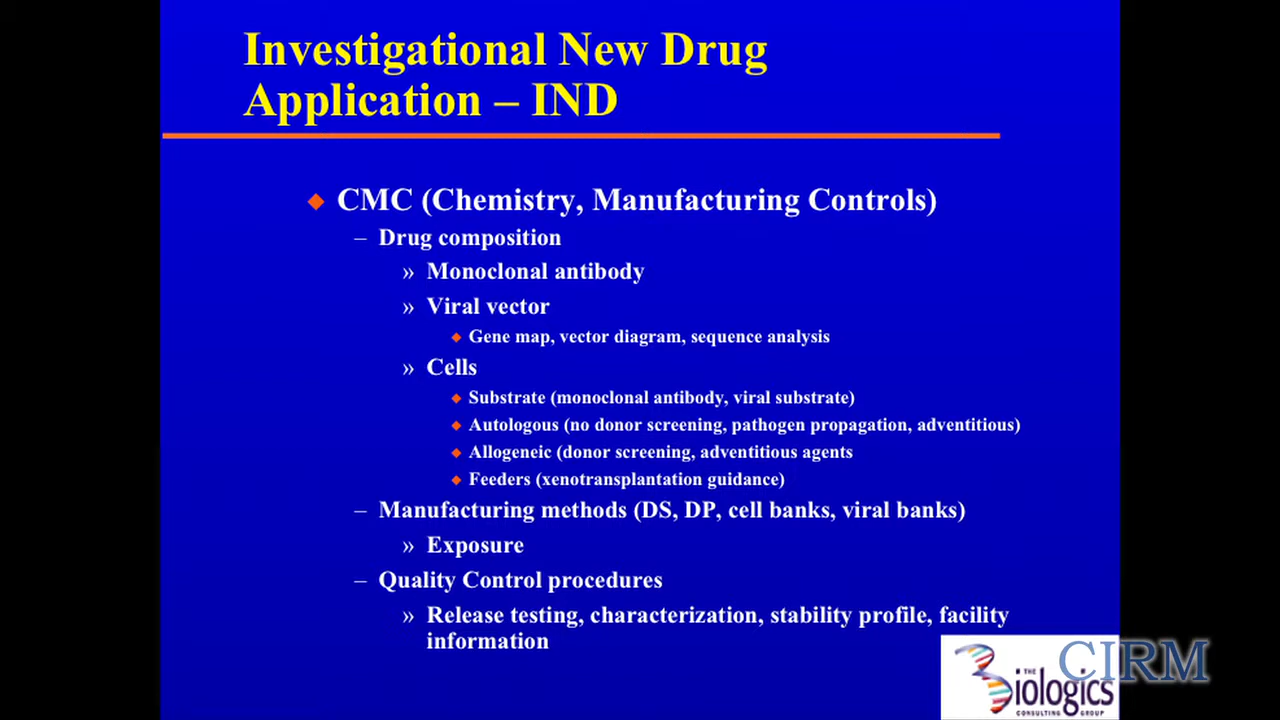 Investigational New Drug
Application – IND
CMC (Chemistry, Manufacturing Controls)
– Drug composition
» Monoclonal antibody
» Viral vector
Gene map, vector diagram, sequence analysis
» Cells
Substrate (monoclonal antibody, viral substrate)
Autologous (no donor screening, pathogen propagation, adventitious)
Allogeneic (donor screening, adventitious agents
Feeders (xenotransplantation guidance)
– Manufacturing methods (DS, DP, cell banks, viral banks)
» Exposure
– Quality Control procedures
» Release testing, characterization, stability profile, facility
information
THE
Biologics
CONSULTING GROUP
CIRM